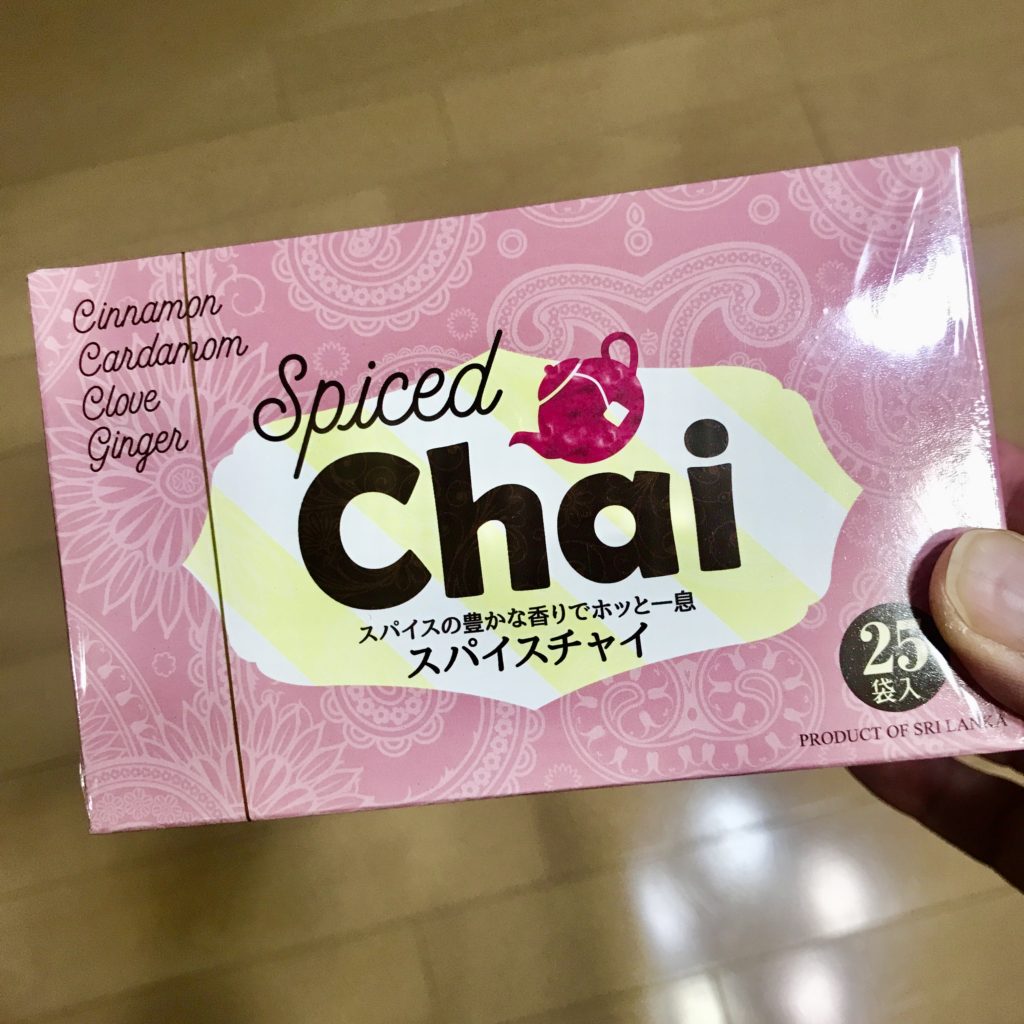 Cinnamon
Cardamom
Clove
Ginger
Spiced
Chai
スパイスの豊かな香りでホッと一息
スパイスチャイ
25
袋入
PRODUCT OF SRI LANKA